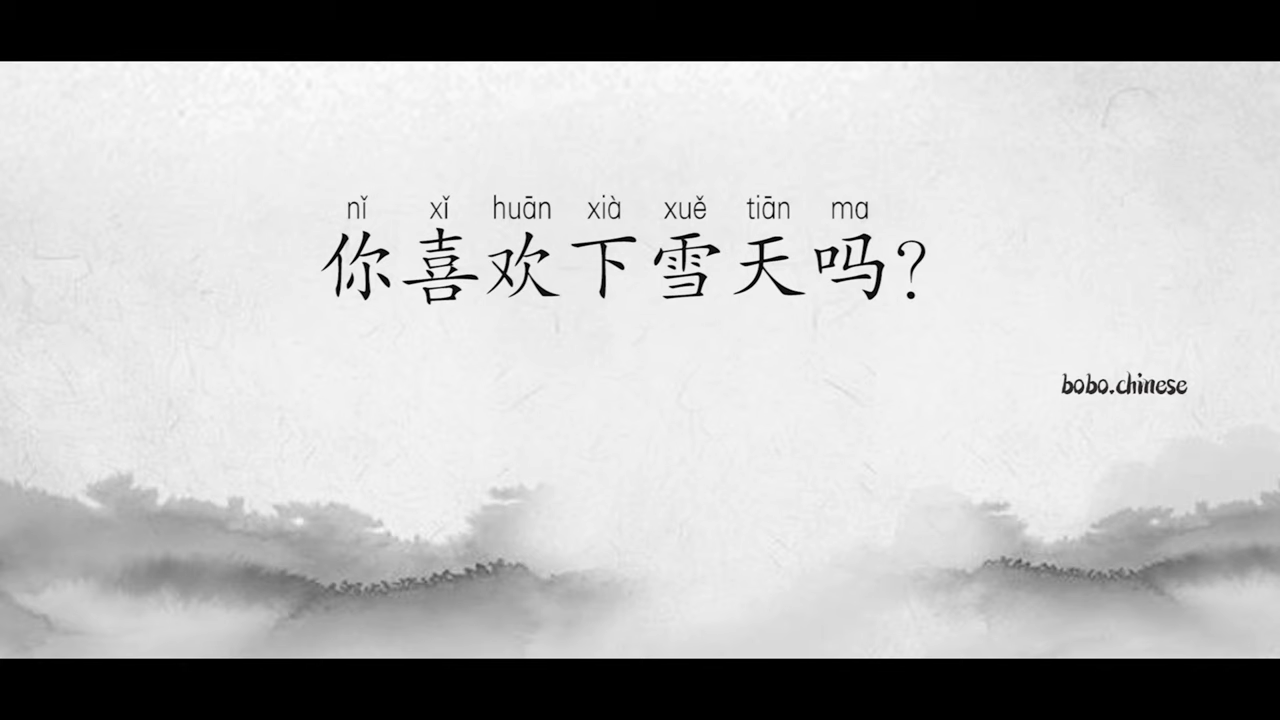 nǐ xǐ huān xià xuě tiān ma
你喜欢下雪天吗?
bobo.chinese